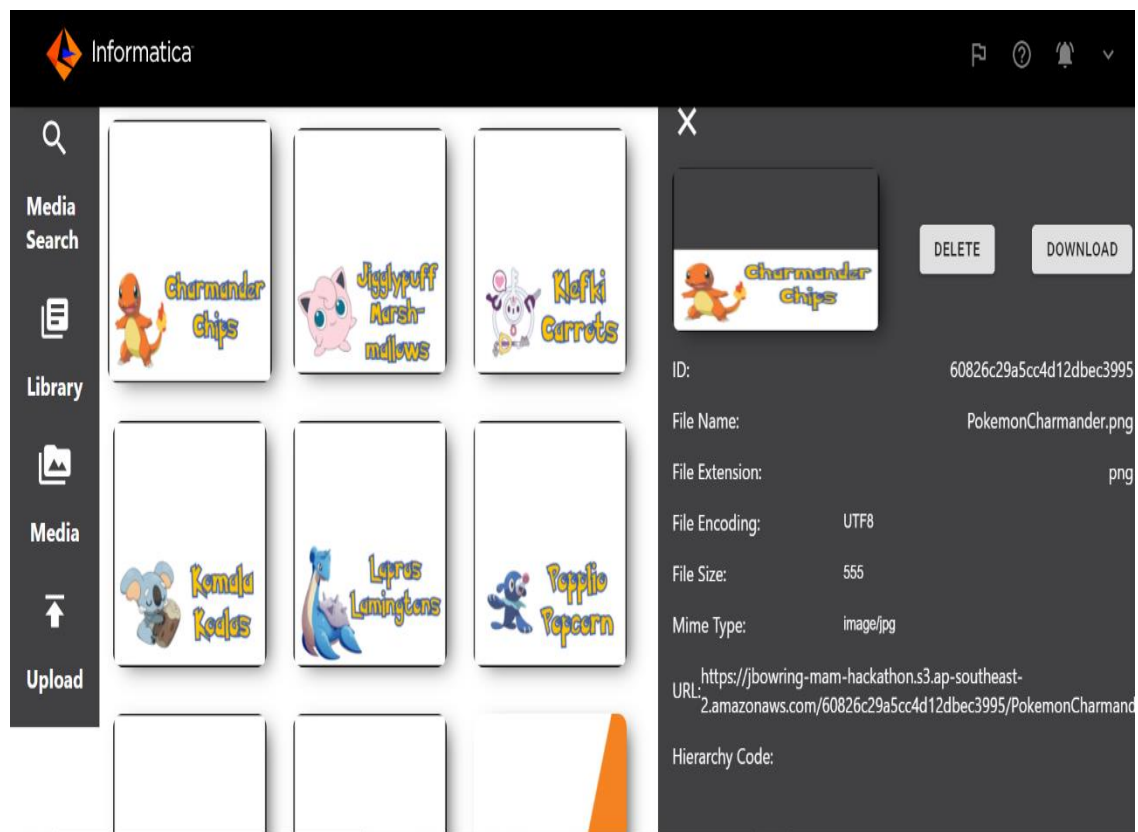 Informatica
Media
Search
Library
Media
Upload
Charmander
Chips
Jigglypuff
Marsh-
mallows
Klefki
Carrots
Komala
Koalas
Lapras
Lamingtons
Popplio
Popcorn
X
Charmander
Chips
DELETE
DOWNLOAD
ID: 60826c29a5cc4d12dbec3995
File Name: PokemonCharmander.png
File Extension: png
File Encoding: UTF8
File Size: 555
Mime Type: image/jpg
URL: https://jbowring-mam-hackathon.s3.ap-southeast-
2.amazonaws.com/60826c29a5cc4d12dbec3995/PokemonCharmand
Hierarchy Code: